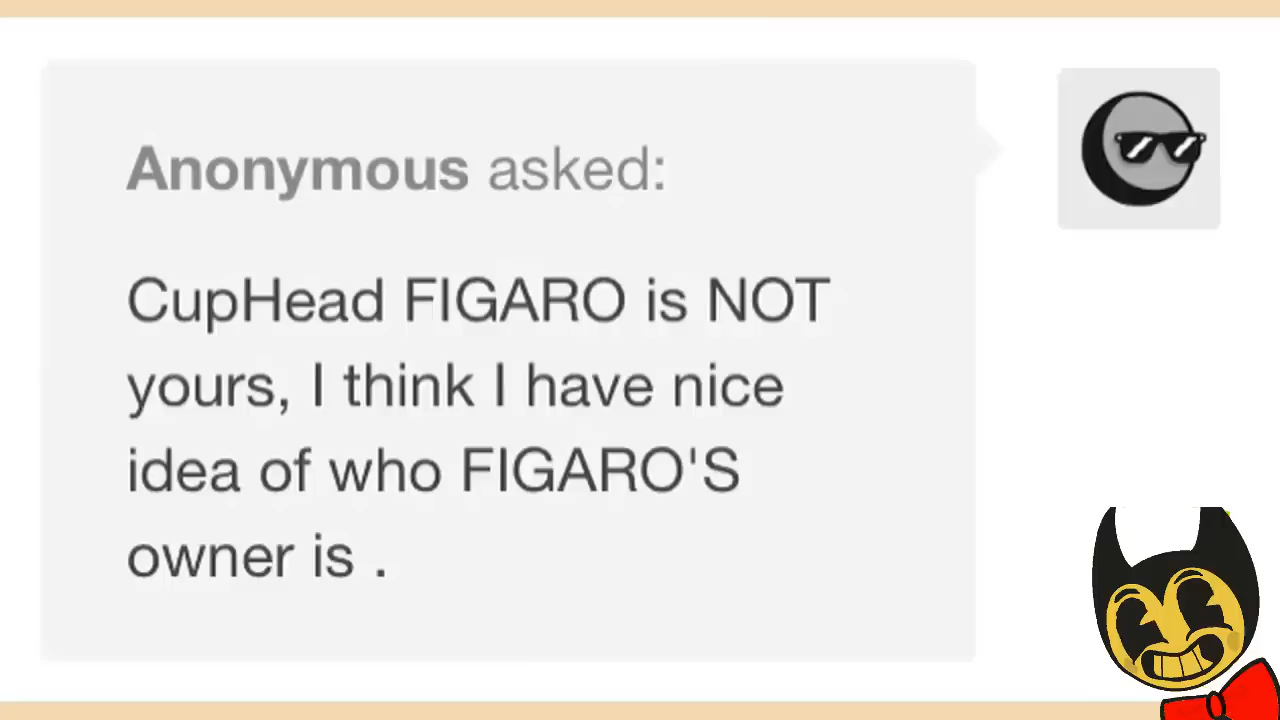 Anonymous asked:
CupHead FIGARO is NOT
yours, I think I have nice
idea of who FIGARO'S
owner is .